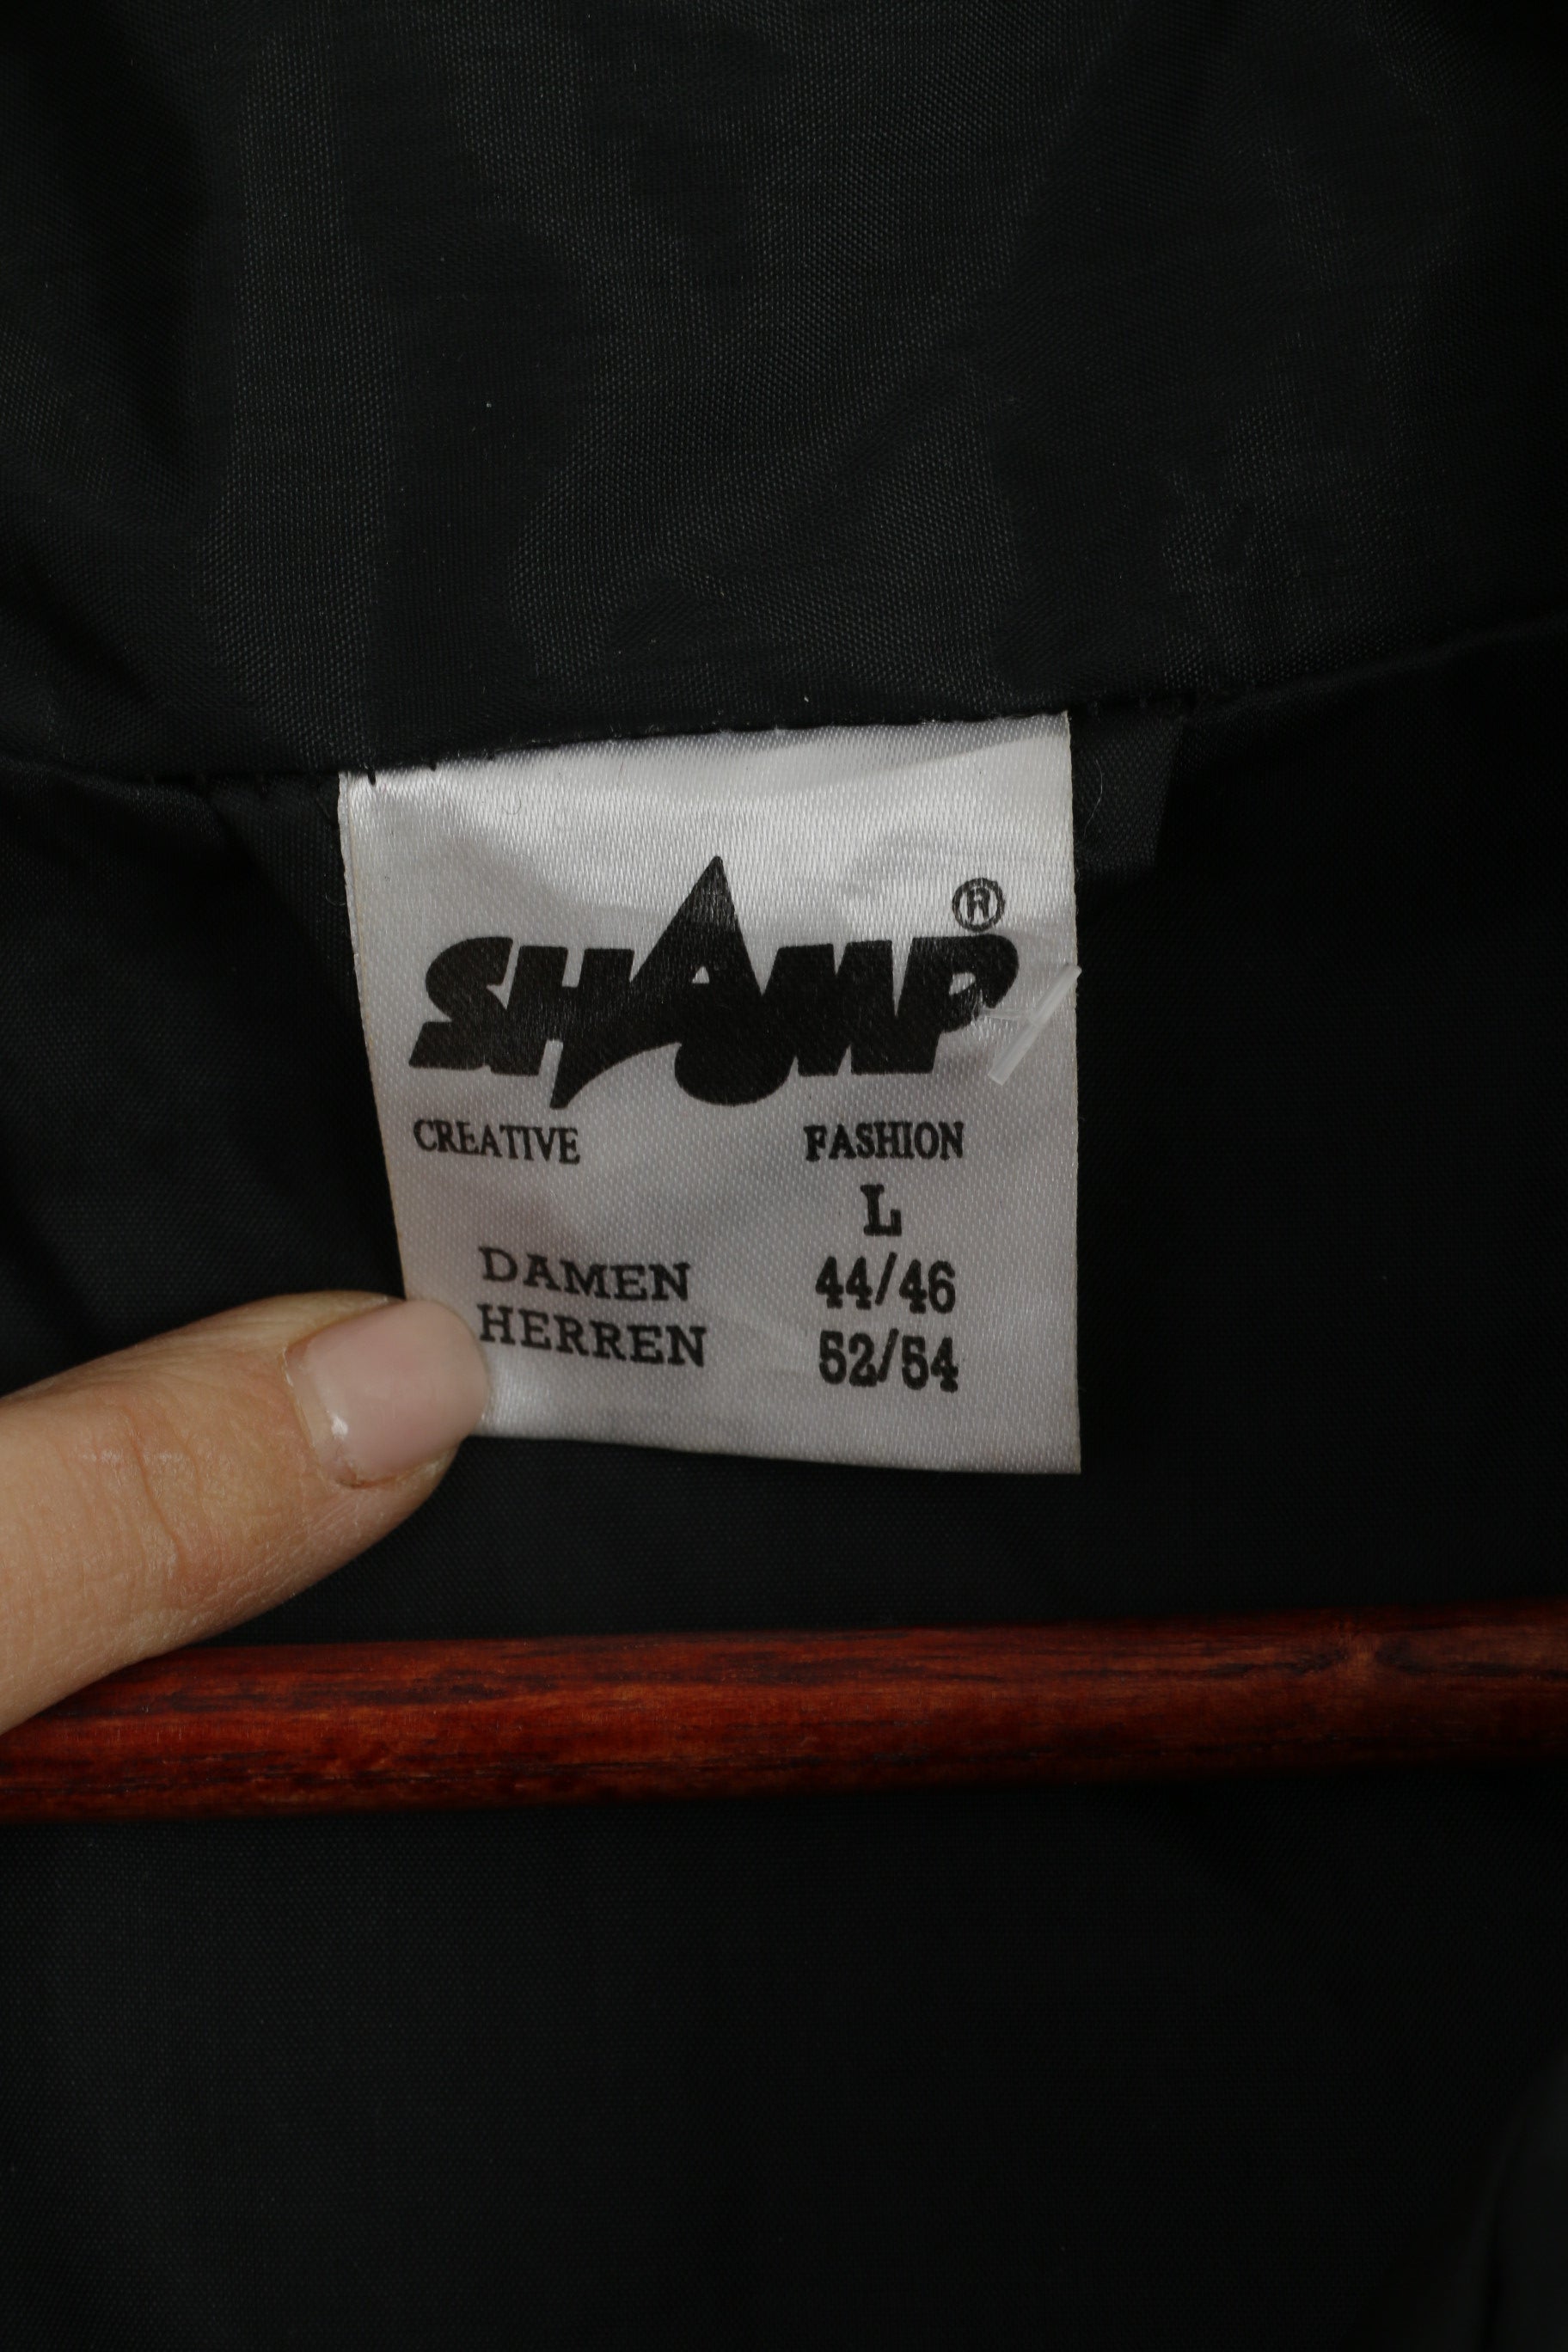 SHAMP®
CREATIVE FASHION
L
DAMEN 44/46
HERREN 52/54